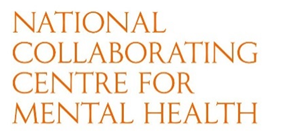 NATIONAL
COLLABORATING
CENTRE FOR
MENTAL HEALTH